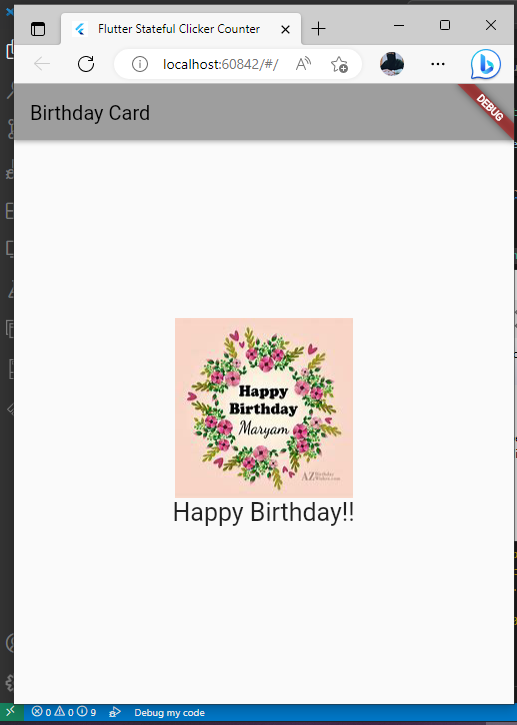 Flutter Stateful Clicker Counter
localhost:60842/#/
Birthday Card
DEBUG
Happy
Birthday
Maryam
AZ Birthday
Wishes.com
Happy Birthday!!
0 0 9 Debug my code